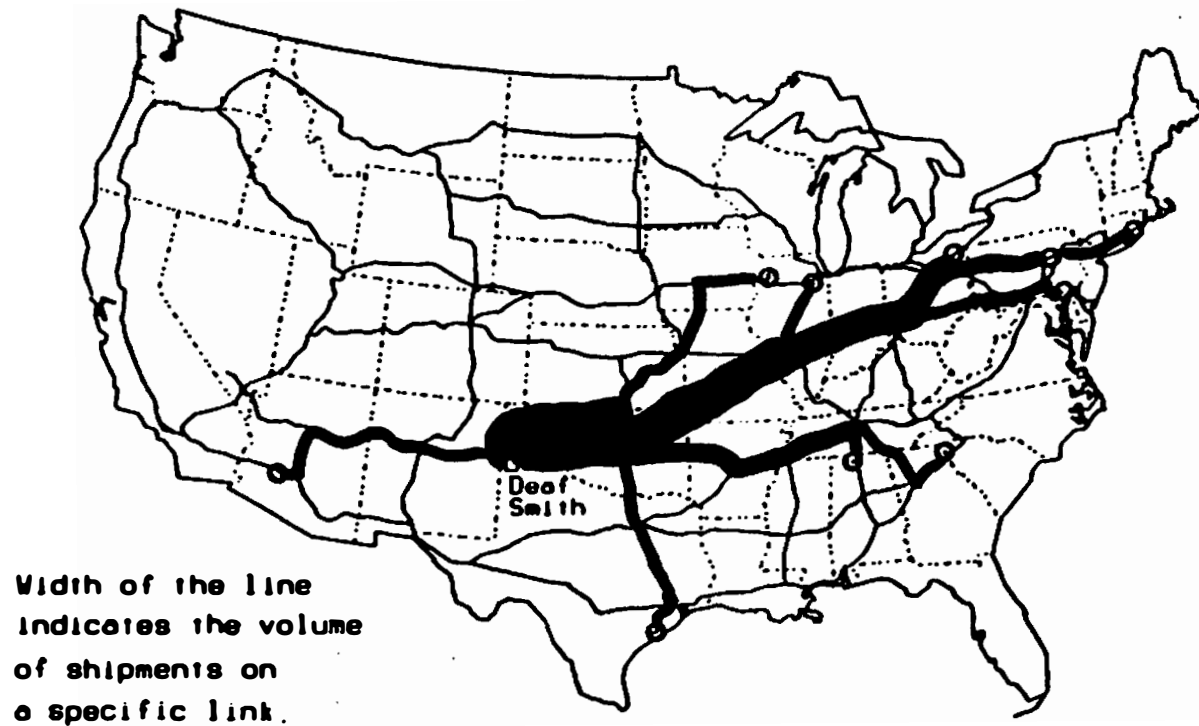 Deaf
Smith
Width of the line
indicates the volume
of shipments on
a specific link.